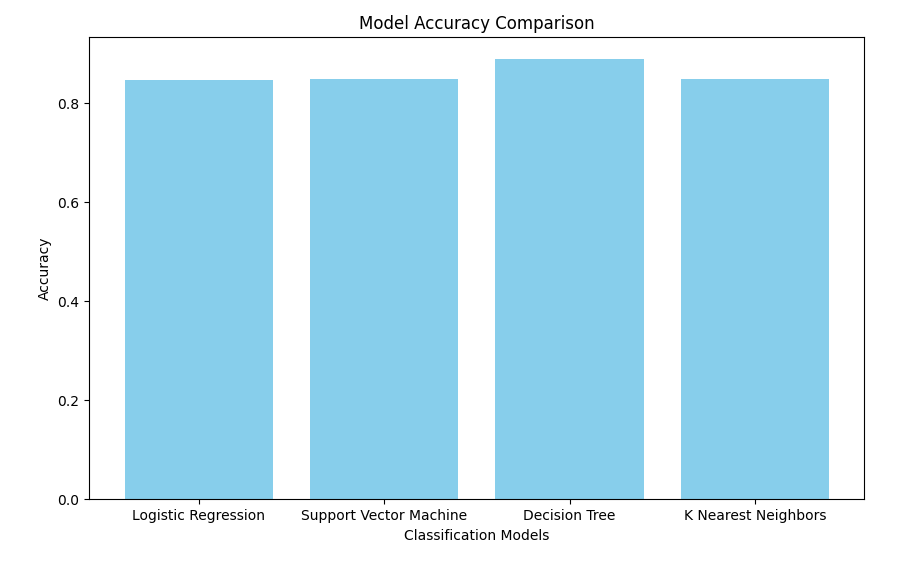 Model Accuracy Comparison
Accuracy
0.8
0.6
0.4
0.2
0.0
Logistic Regression
Support Vector Machine
Decision Tree
K Nearest Neighbors
Classification Models